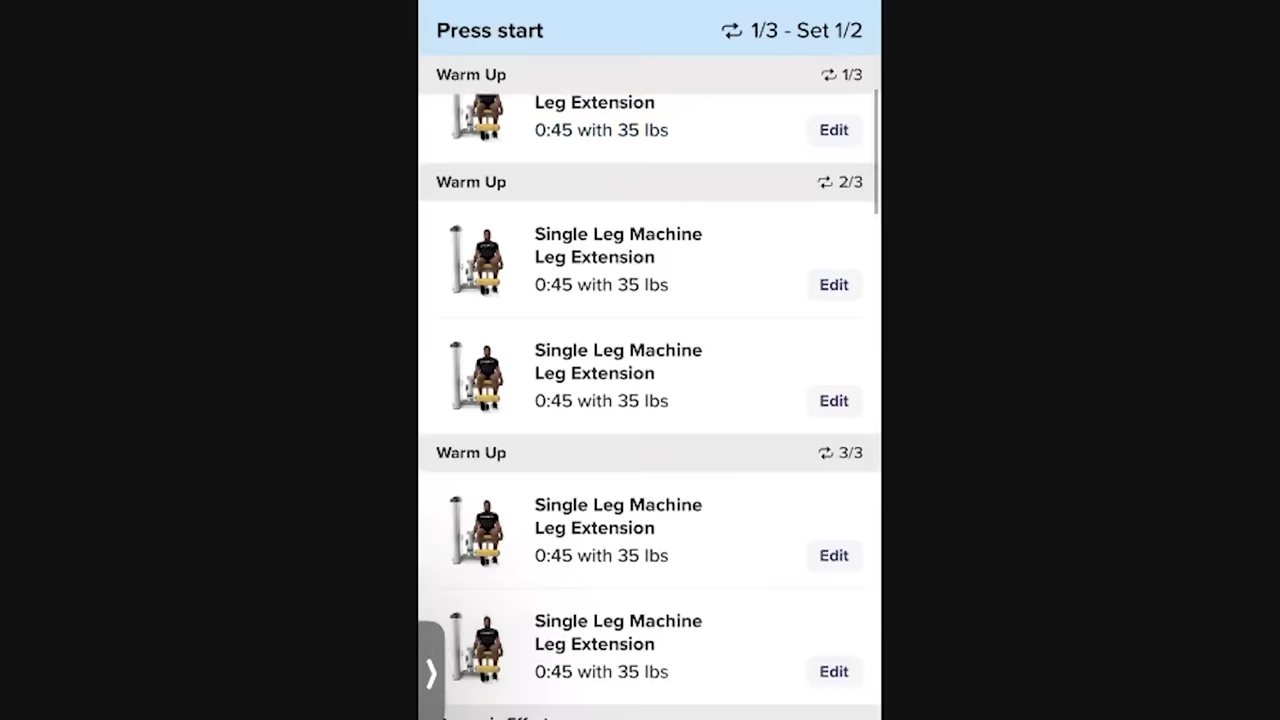 Press start 1/3 - Set 1/2
Warm Up 1/3
Leg Extension
0:45 with 35 lbs Edit
Warm Up 2/3
Single Leg Machine
Leg Extension
0:45 with 35 lbs Edit
Single Leg Machine
Leg Extension
0:45 with 35 lbs Edit
Warm Up 3/3
Single Leg Machine
Leg Extension
0:45 with 35 lbs Edit
Single Leg Machine
Leg Extension
0:45 with 35 lbs Edit